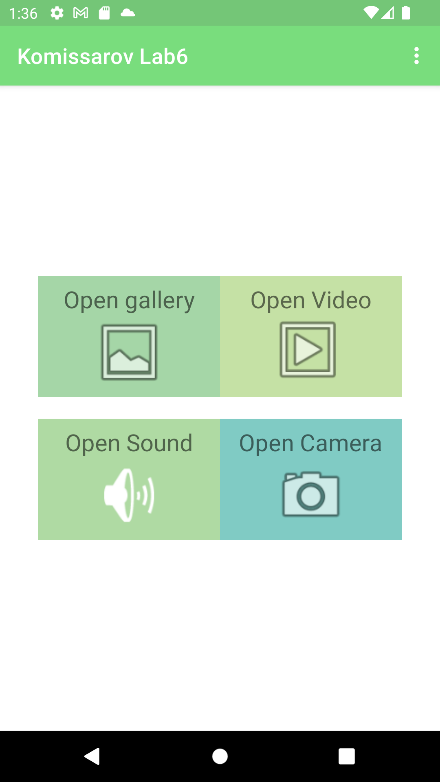 1:36
Komissarov Lab6
Open gallery
Open Video
Open Sound
Open Camera